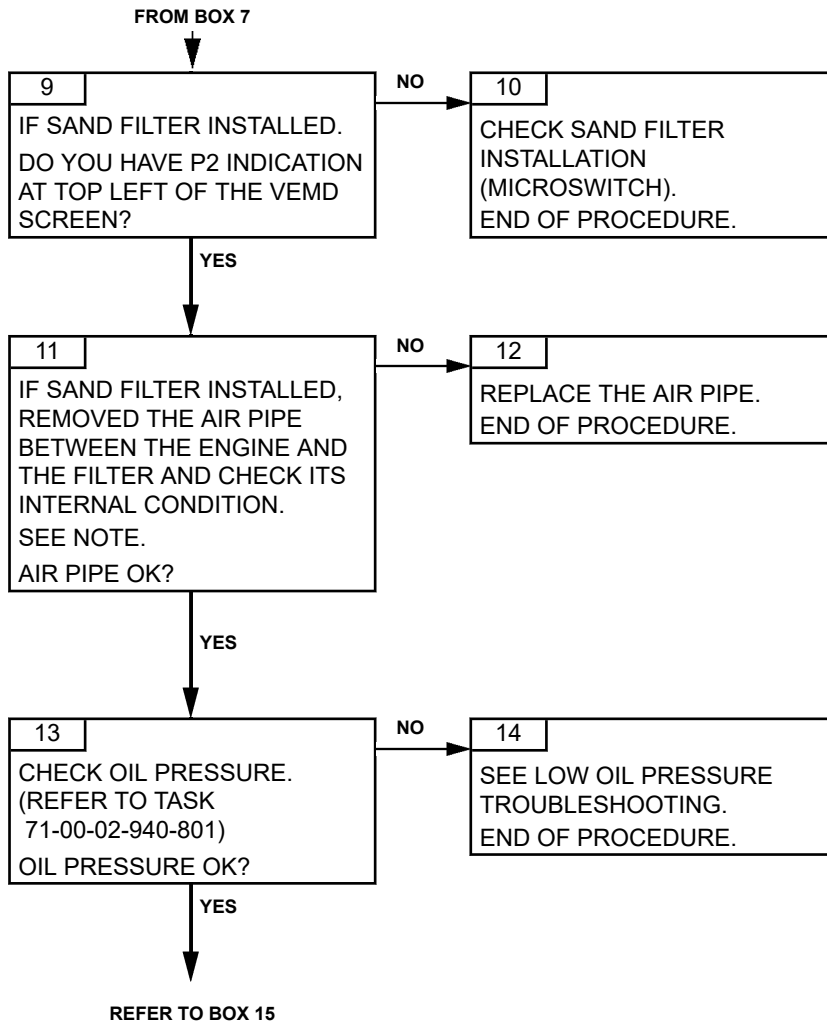 FROM BOX 7
9
IF SAND FILTER INSTALLED.
DO YOU HAVE P2 INDICATION
AT TOP LEFT OF THE VEMD
SCREEN?
NO
10
CHECK SAND FILTER
INSTALLATION
(MICROSWITCH).
END OF PROCEDURE.
YES
11
IF SAND FILTER INSTALLED,
REMOVED THE AIR PIPE
BETWEEN THE ENGINE AND
THE FILTER AND CHECK ITS
INTERNAL CONDITION.
SEE NOTE.
AIR PIPE OK?
NO
12
REPLACE THE AIR PIPE.
END OF PROCEDURE.
YES
13
CHECK OIL PRESSURE.
(REFER TO TASK
71-00-02-940-801)
OIL PRESSURE OK?
NO
14
SEE LOW OIL PRESSURE
TROUBLESHOOTING.
END OF PROCEDURE.
YES
REFER TO BOX 15